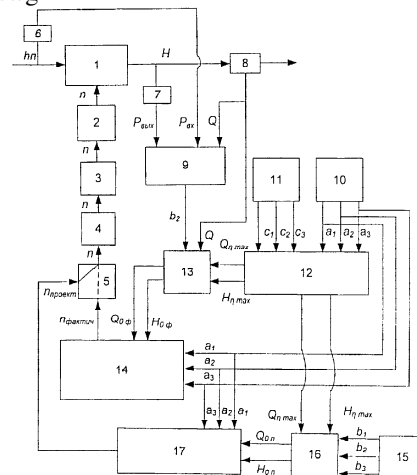 6
hп
1
H
8
n
7
2
Pвых
Pвх
Q
n
9
3
11
10
n
b₂
Q
c₁ c₂ c₃
a₁ a₂ a₃
4
Qη max
n
13
12
nпроект
5
Hη max
nфактич
Q0 ф
H0 ф
a₁
14
a₂
a₃
Qη max
Hη max
a₃ a₂ a₁
Q0 п
b₁
17
16
b₂
15
H0 п
b₃